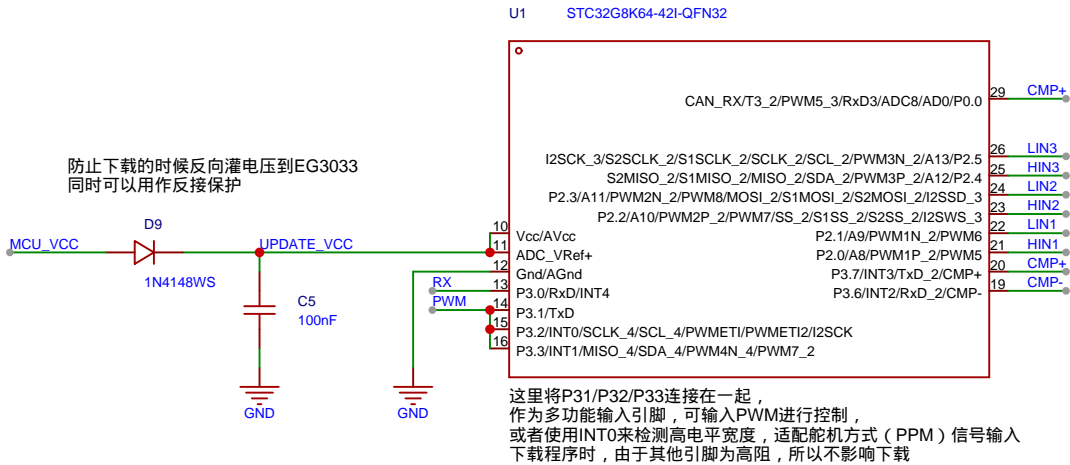 U1 STC32G8K64-42I-QFN32
CAN_RX/T3_2/PWM5_3/RxD3/ADC8/AD0/P0.0 29 CMP+
防止下载的时候反向灌电压到EG3033
同时可以用作反接保护
I2SCK_3/S2SCLK_2/S1SCLK_2/SCLK_2/SCL_2/PWM3N_2/A13/P2.5 26 LIN3
S2MISO_2/S1MISO_2/MISO_2/SDA_2/PWM3P_2/A12/P2.4 25 HIN3
P2.3/A11/PWM2N_2/PWM8/MOSI_2/S1MOSI_2/S2MOSI_2/I2SSD_3 24 LIN2
P2.2/A10/PWM2P_2/PWM7/SS_2/S1SS_2/S2SS_2/I2SWS_3 23 HIN2
D9
10 Vcc/AVcc
P2.1/A9/PWM1N_2/PWM6 22 LIN1
MCU_VCC
UPDATE_VCC
11 ADC_VRef+
P2.0/A8/PWM1P_2/PWM5 21 HIN1
12 Gnd/AGnd
P3.7/INT3/TxD_2/CMP+ 20 CMP+
1N4148WS
RX 13 P3.0/RxD/INT4
P3.6/INT2/RxD_2/CMP- 19 CMP-
C5
100nF
PWM 14 P3.1/TxD
15 P3.2/INT0/SCLK_4/SCL_4/PWMETI/PWMETI2/I2SCK
16 P3.3/INT1/MISO_4/SDA_4/PWM4N_4/PWM7_2
GND
GND
这里将P31/P32/P33连接在一起，
作为多功能输入引脚，可输入PWM进行控制，
或者使用INT0来检测高电平宽度，适配舵机方式（PPM）信号输入
下载程序时，由于其他引脚为高阻，所以不影响下载